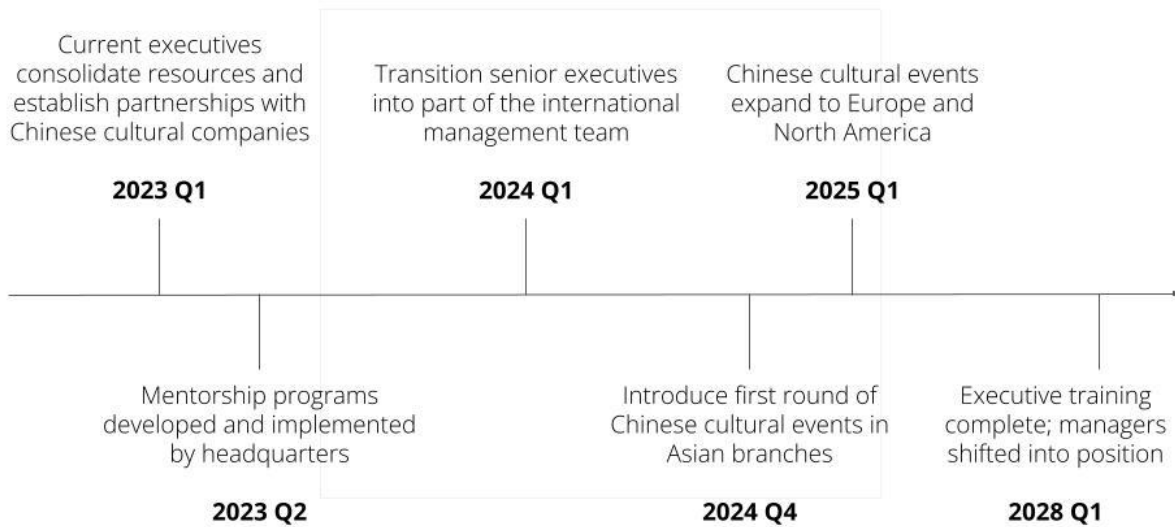 Current executives
consolidate resources and
establish partnerships with
Chinese cultural companies
2023 Q1
Transition senior executives
into part of the international
management team
2024 Q1
Chinese cultural events
expand to Europe and
North America
2025 Q1
Mentorship programs
developed and implemented
by headquarters
2023 Q2
Introduce first round of
Chinese cultural events in
Asian branches
2024 Q4
Executive training
complete; managers
shifted into position
2028 Q1